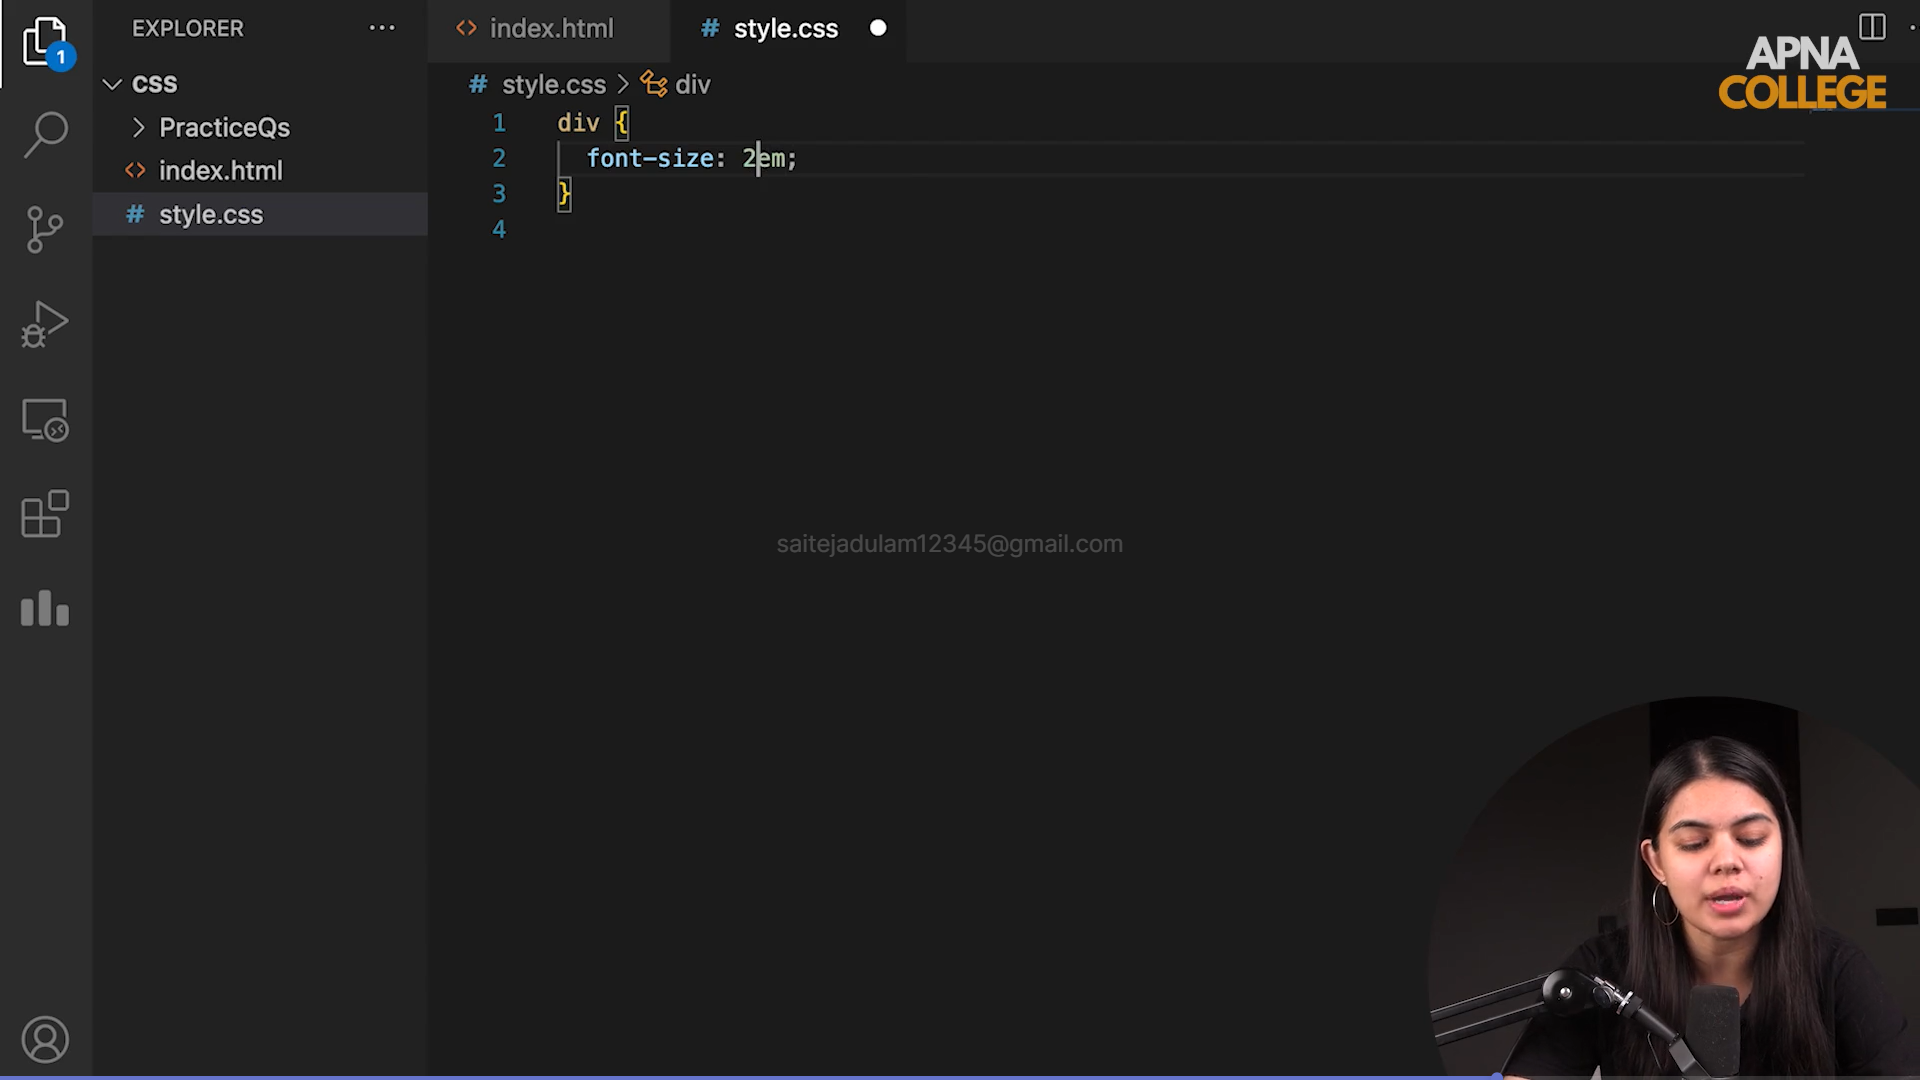 EXPLORER
index.html
# style.css
APNA
COLLEGE
1
CSS
PracticeQs
index.html
# style.css
# style.css > div
1 div {
2 font-size: 2em;
3 }
4
saitejadulam12345@gmail.com